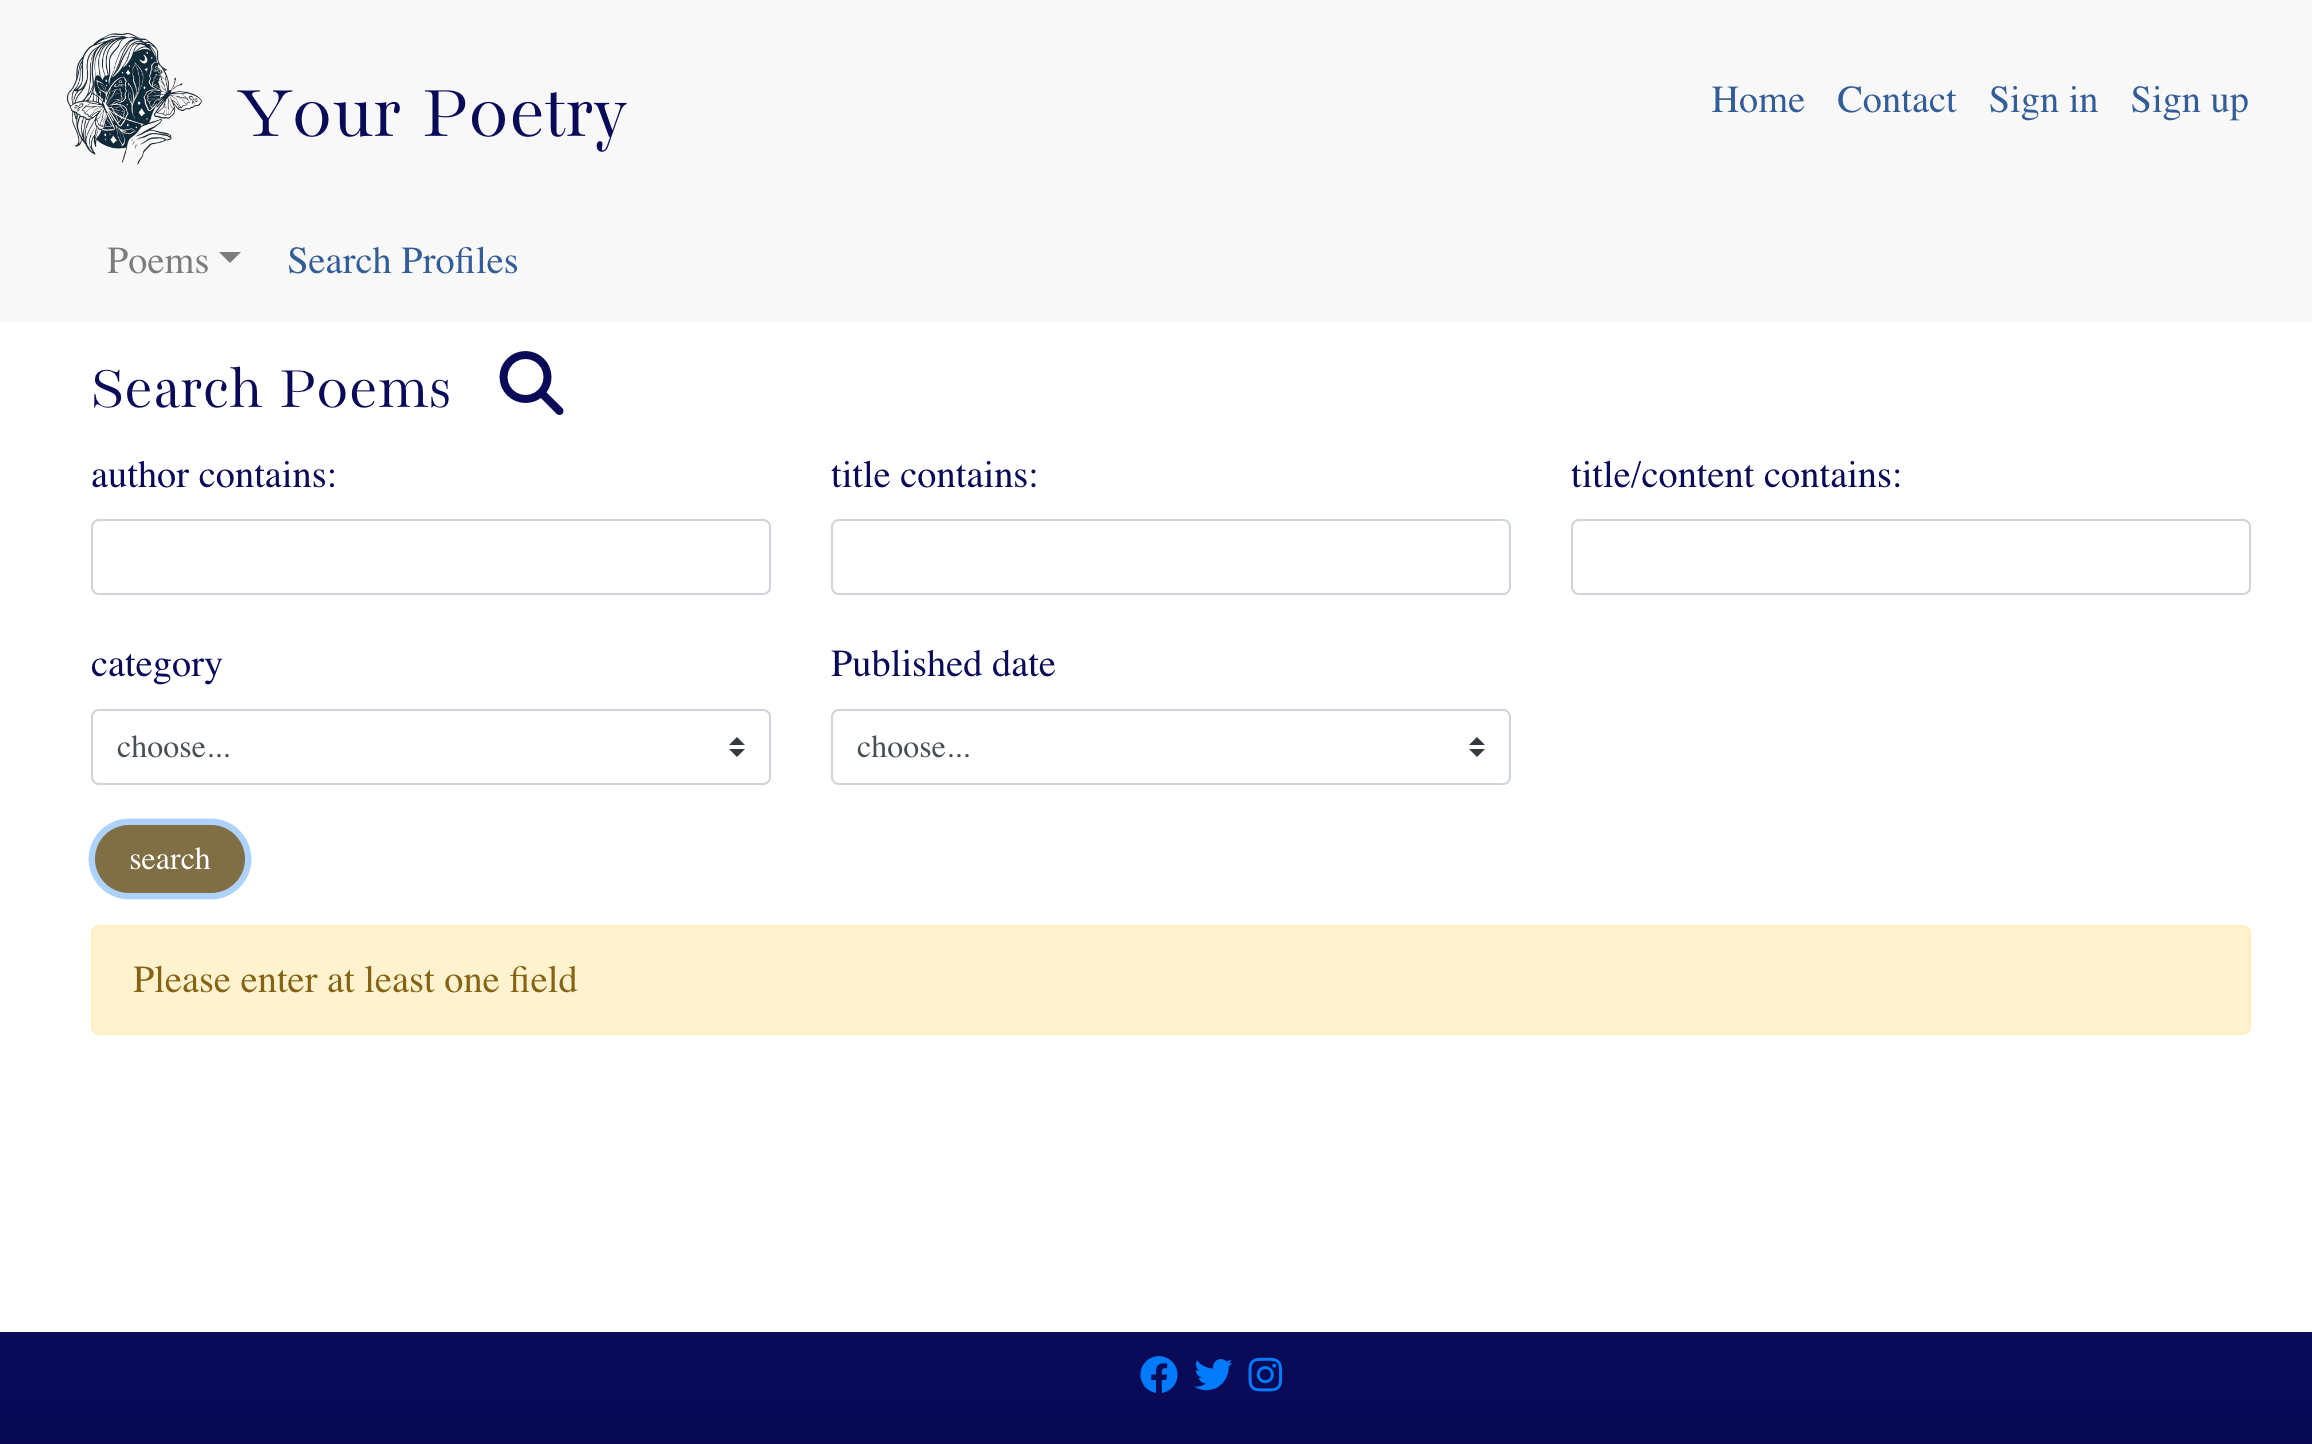 Your Poetry
Home Contact Sign in Sign up
Poems Search Profiles
Search Poems
author contains: title contains: title/content contains:
category Published date
choose... choose...
search
Please enter at least one field